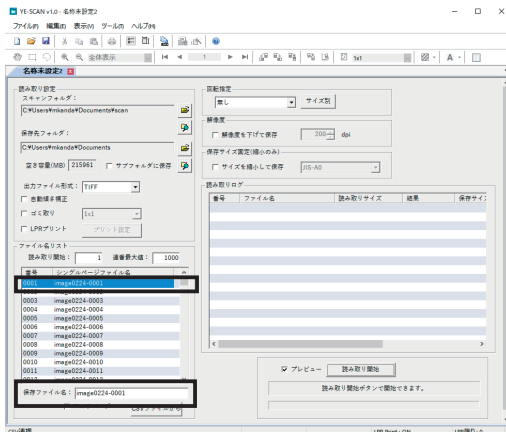 YE-SCAN v1.0 - 名称未設定2
ファイル(F) 編集(E) 表示(V) ツール(T) ヘルプ(H)
全体表示 1 1x1
名称未設定2
読み取り設定
スキャンフォルダ：
C:¥Users¥mkanda¥Documents¥scan
保存先フォルダ：
C:¥Users¥mkanda¥Documents
空き容量(MB) 215961 サブフォルダに保存
出力ファイル形式： TIFF
自動傾き補正
ゴミ取り 1x1
LPRプリント プリント設定
ファイル名リスト
読み取り開始： 1 連番最大値： 1000
番号 シングルページファイル名
0001 image0224-0001
0003 image0224-0003
0004 image0224-0004
0005 image0224-0005
0006 image0224-0006
0007 image0224-0007
0008 image0224-0008
0009 image0224-0009
0010 image0224-0010
0011 image0224-0011
保存ファイル名： image0224-0001
CSVファイルから
回転指定
無し サイズ別
解像度
解像度を下げて保存 200 dpi
保存サイズ固定(縮小のみ)
サイズを縮小して保存 JIS-A0
読み取りログ
番号 ファイル名 読み取りサイズ 結果 保存サイズ
プレビュー 読み取り開始
読み取り開始ボタンで開始できます。